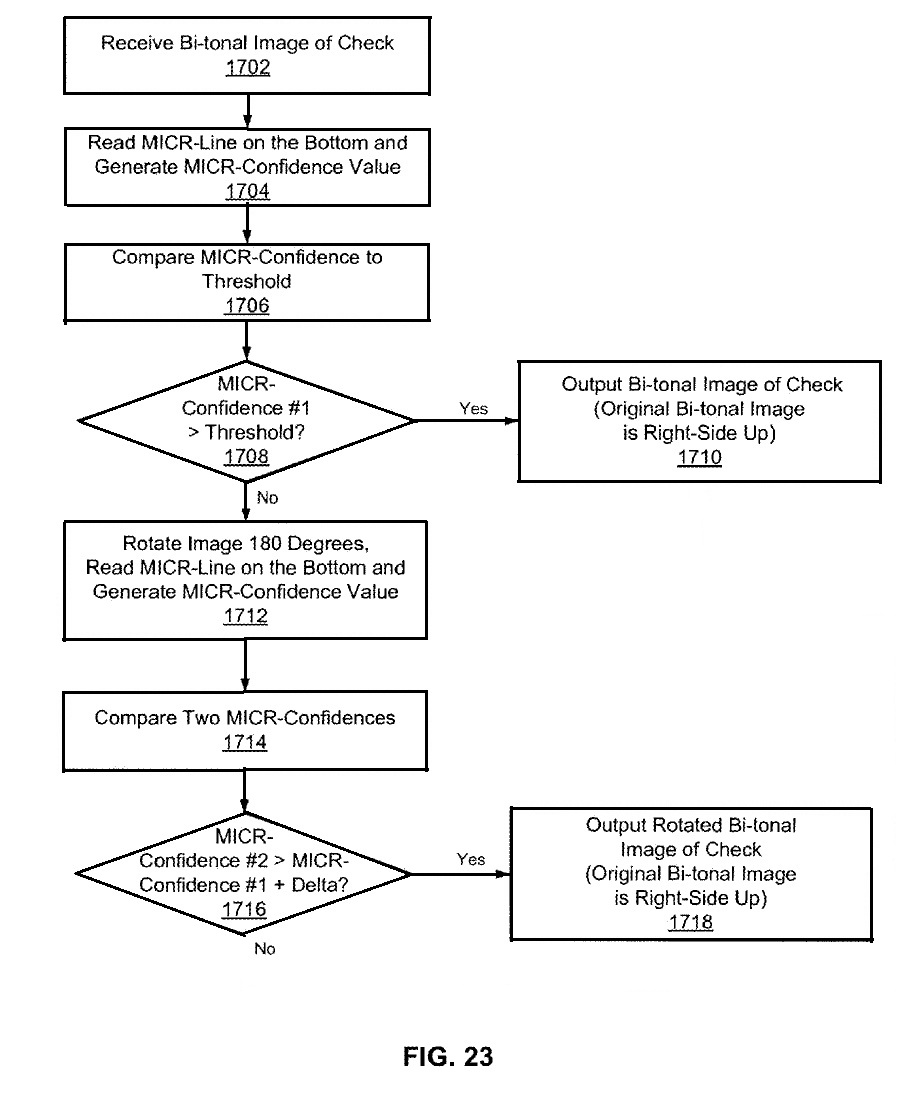 Receive Bi-tonal Image of Check
1702
Read MICR-Line on the Bottom and
Generate MICR-Confidence Value
1704
Compare MICR-Confidence to
Threshold
1706
MICR-
Confidence #1
> Threshold?
1708
Yes
Output Bi-tonal Image of Check
(Original Bi-tonal Image
is Right-Side Up)
1710
No
Rotate Image 180 Degrees,
Read MICR-Line on the Bottom and
Generate MICR-Confidence Value
1712
Compare Two MICR-Confidences
1714
MICR-
Confidence #2 > MICR-
Confidence #1 + Delta?
1716
Yes
Output Rotated Bi-tonal
Image of Check
(Original Bi-tonal Image
is Right-Side Up)
1718
No
FIG. 23